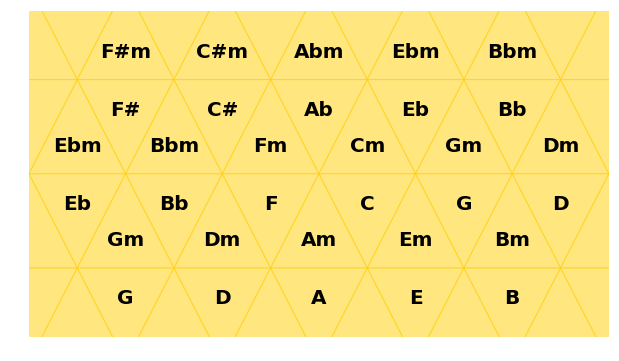 F#m C#m Abm Ebm Bbm
F# C# Ab Eb Bb
Ebm Bbm Fm Cm Gm Dm
Eb Bb F C G D
Gm Dm Am Em Bm
G D A E B